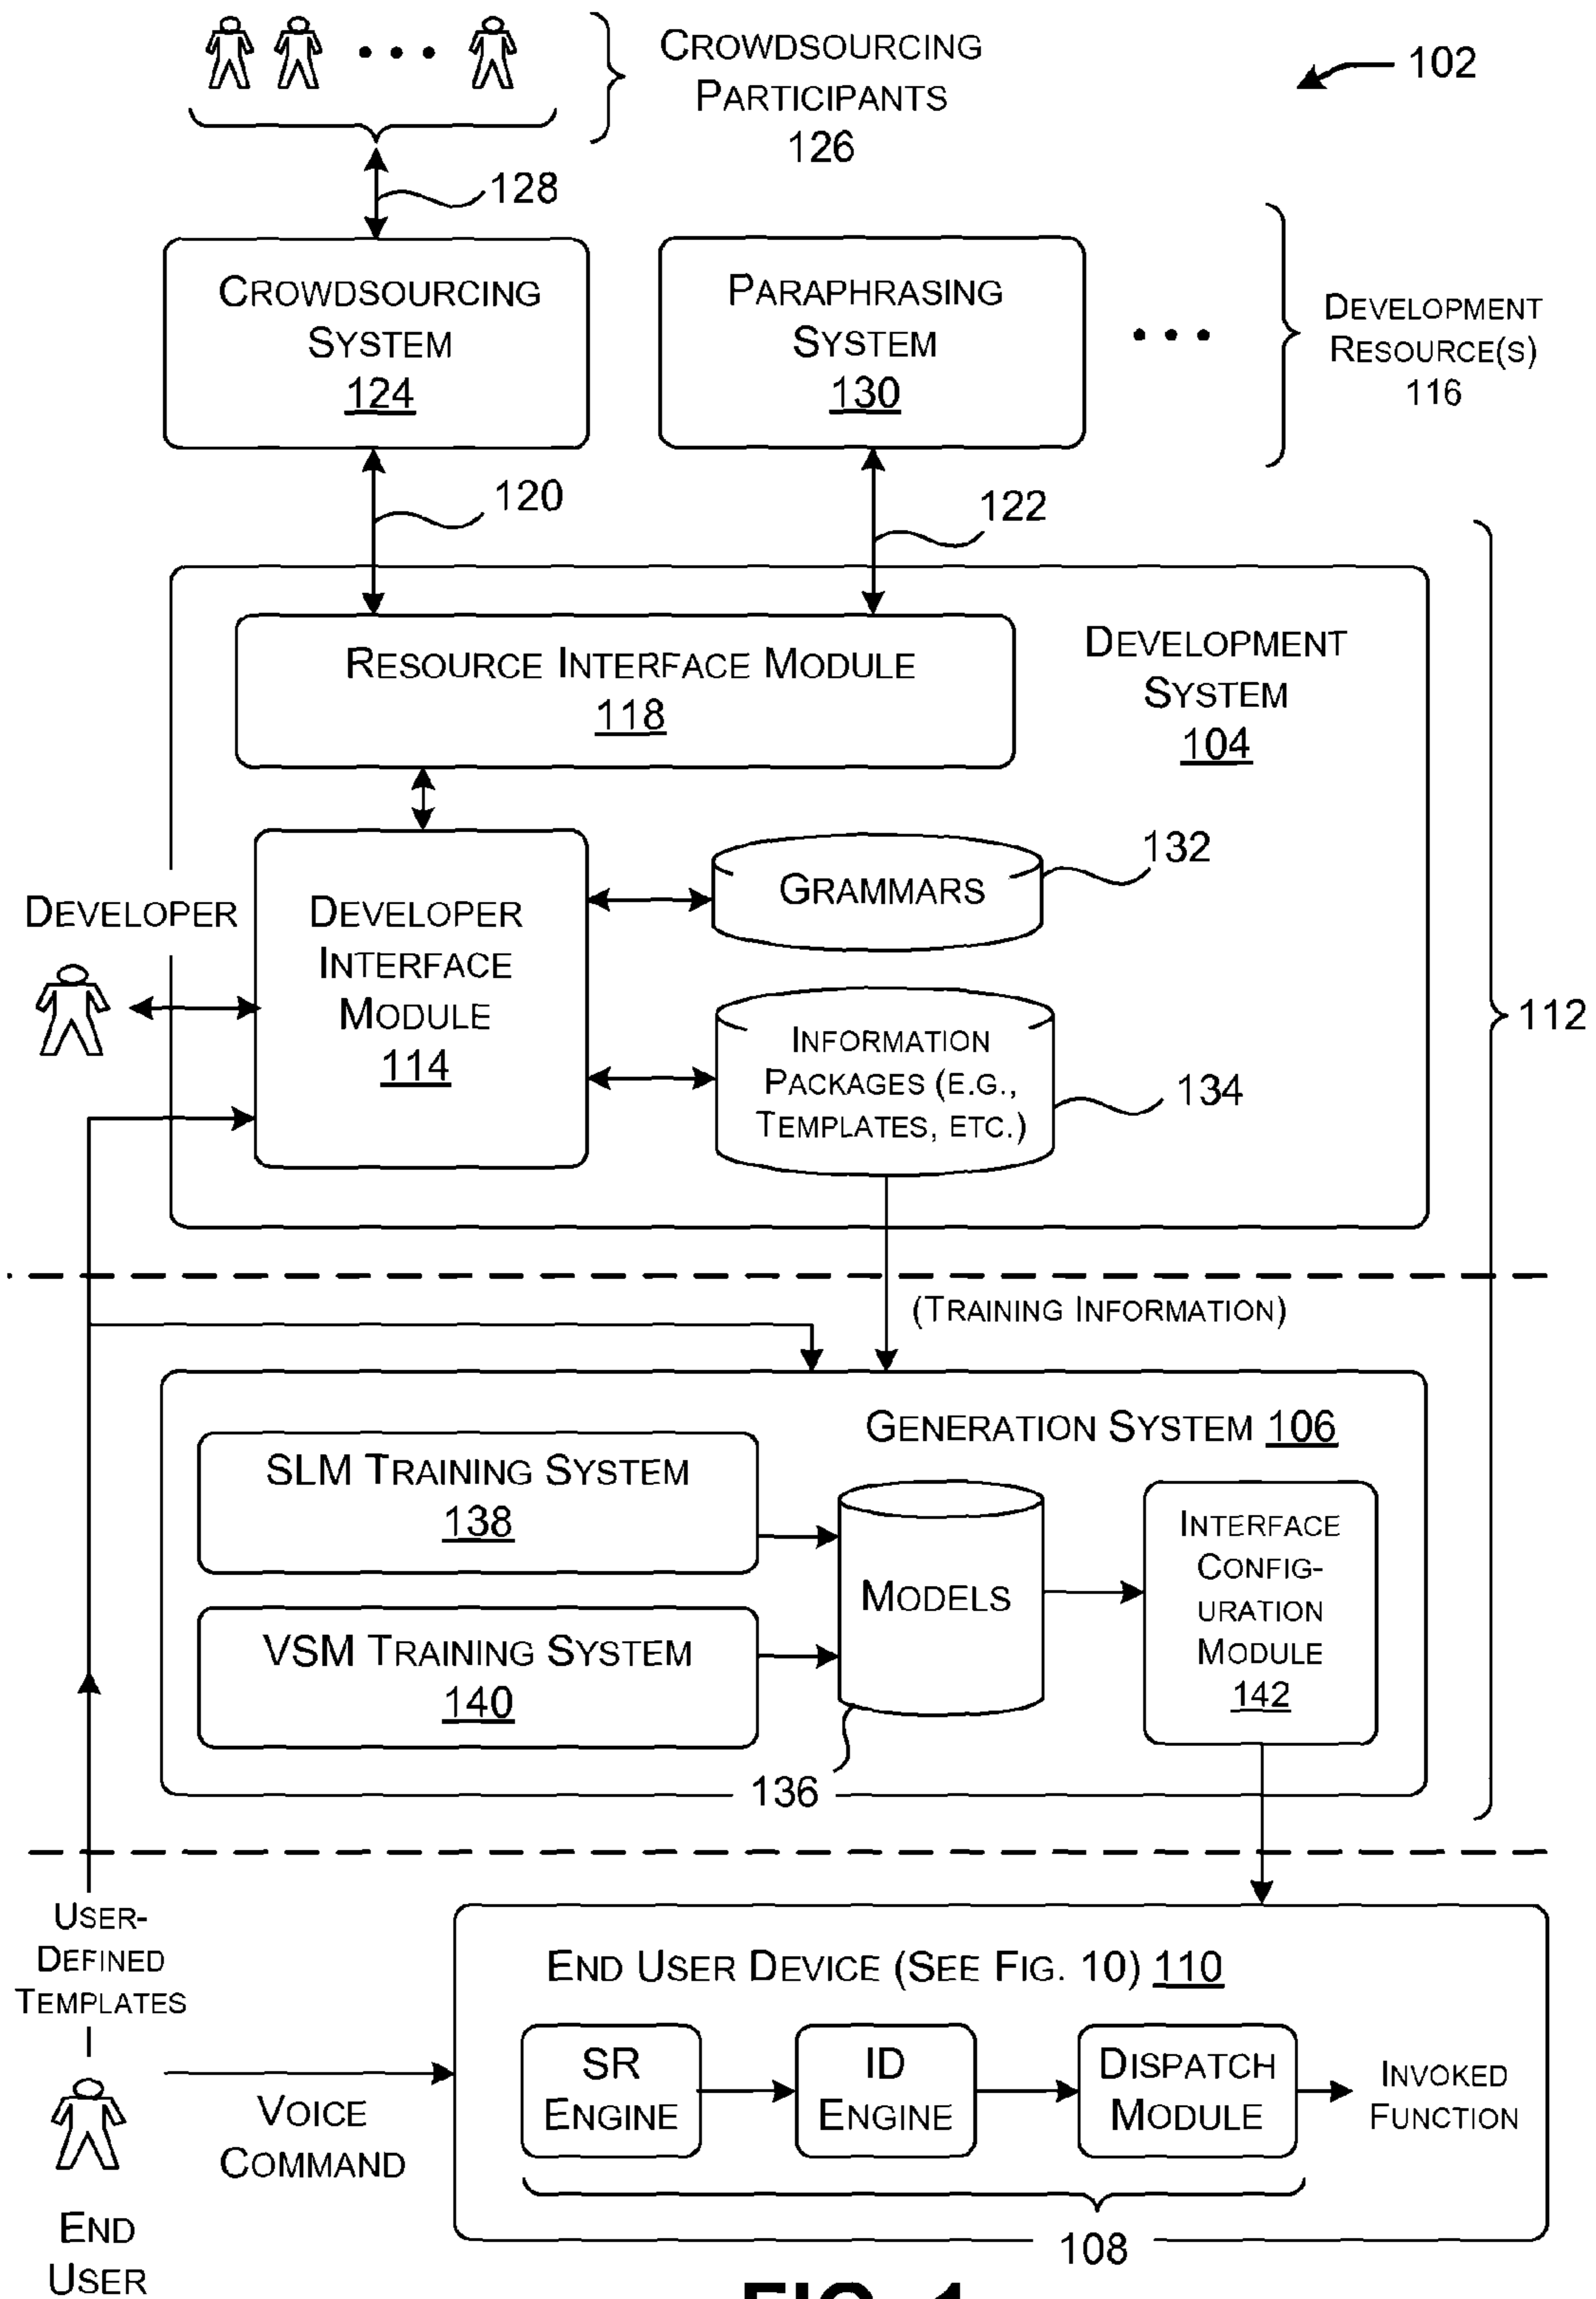 CROWDSOURCING
PARTICIPANTS
126
102
128
CROWDSOURCING
SYSTEM
124
PARAPHRASING
SYSTEM
130
DEVELOPMENT
RESOURCE(S)
116
120
122
RESOURCE INTERFACE MODULE
118
DEVELOPMENT
SYSTEM
104
DEVELOPER
DEVELOPER
INTERFACE
MODULE
114
GRAMMARS
132
INFORMATION
PACKAGES (E.G.,
TEMPLATES, ETC.)
134
112
(TRAINING INFORMATION)
GENERATION SYSTEM 106
SLM TRAINING SYSTEM
138
VSM TRAINING SYSTEM
140
MODELS
136
INTERFACE
CONFIG-
URATION
MODULE
142
USER-
DEFINED
TEMPLATES
END USER DEVICE (SEE FIG. 10) 110
SR
ENGINE
ID
ENGINE
DISPATCH
MODULE
INVOKED
FUNCTION
VOICE
COMMAND
108
END
USER
FIG. 1